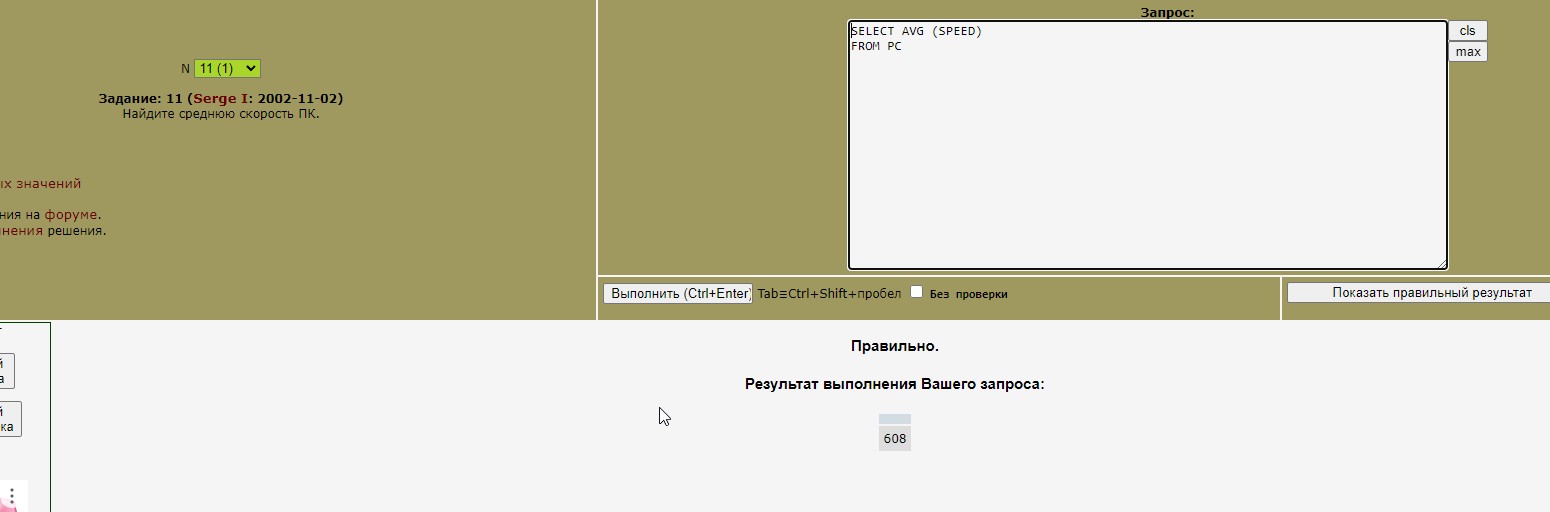 N 11 (1)
Задание: 11 (Serge I: 2002-11-02)
Найдите среднюю скорость ПК.
ых значений
ния на форуме.
нения решения.
Запрос:
SELECT AVG (SPEED)
FROM PC
cls
max
Выполнить (Ctrl+Enter) Tab≡Ctrl+Shift+пробел Без проверки
Показать правильный результат
й
а
й
ка
Правильно.
Результат выполнения Вашего запроса:
608